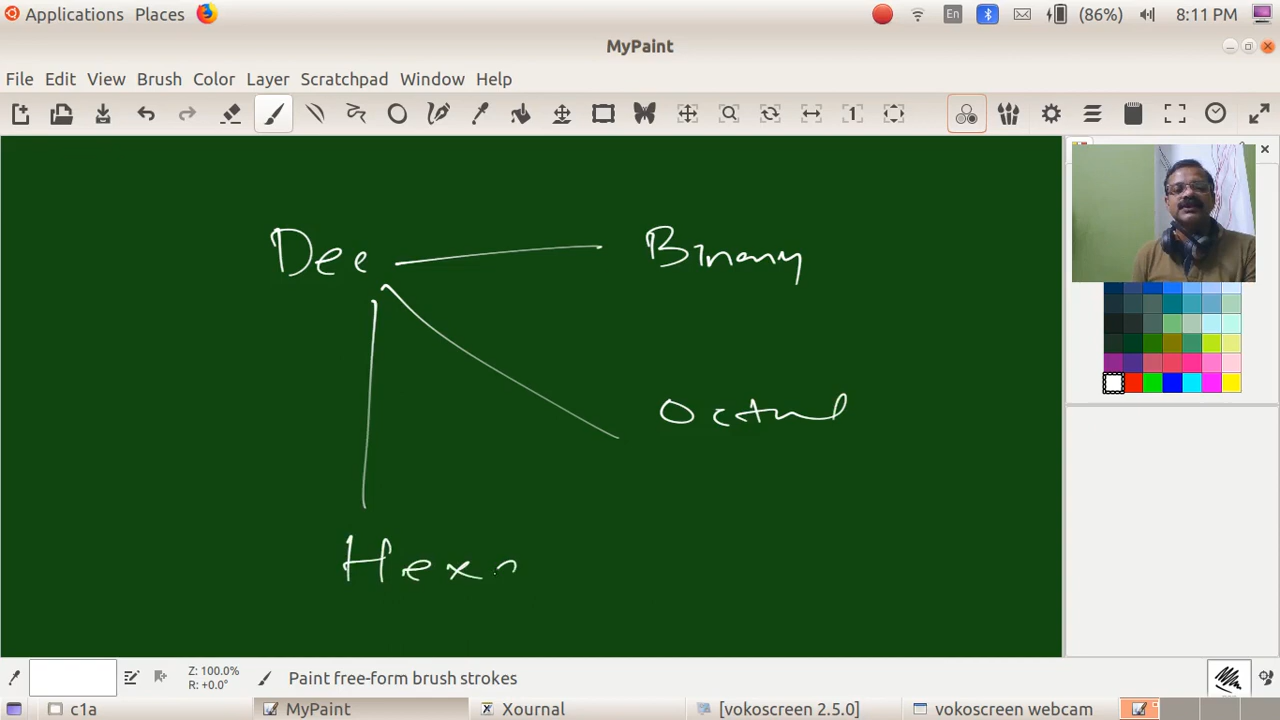 Applications Places En (86%) 8:11 PM
MyPaint
File Edit View Brush Color Layer Scratchpad Window Help
1
Dec Binary
Octal
Hexa
Z: 100.0%
R: +0.0°
Paint free-form brush strokes
c1a MyPaint Xournal [vokoscreen 2.5.0] vokoscreen webcam